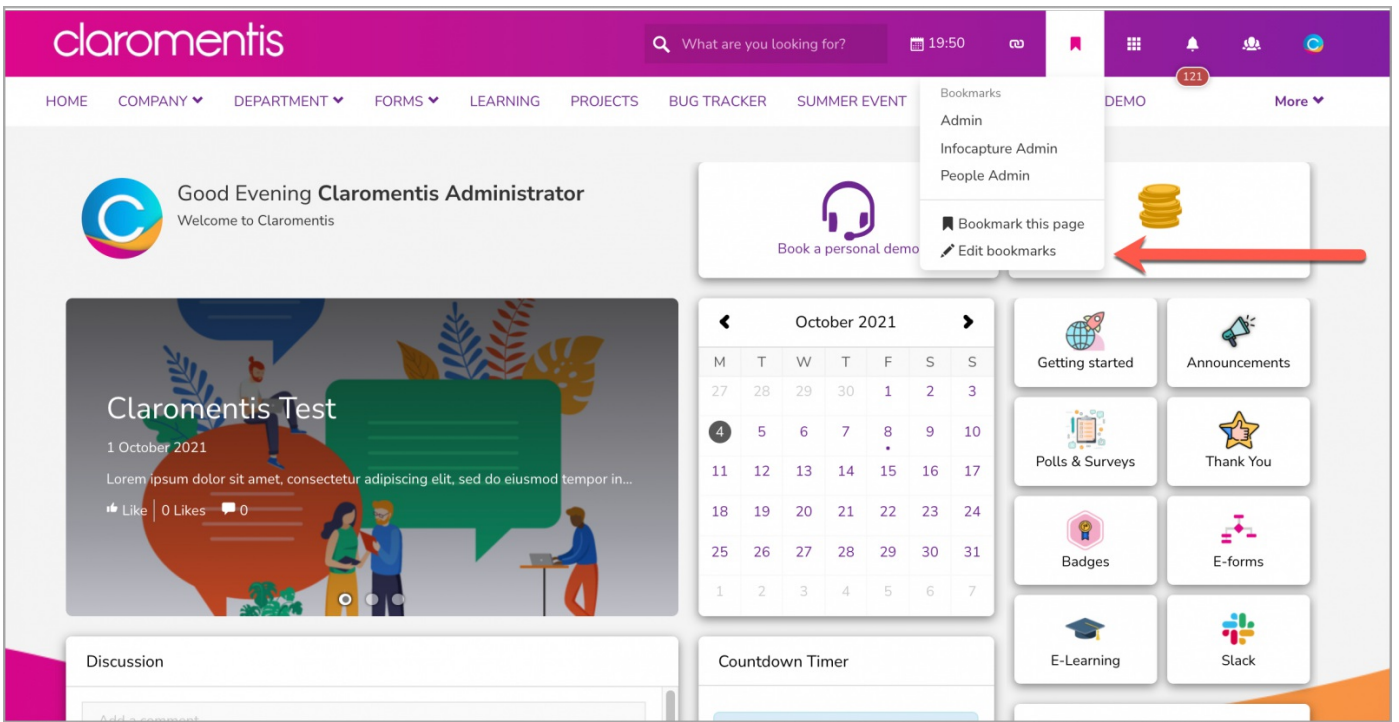 claromentis
What are you looking for?
19:50
121
HOME COMPANY DEPARTMENT FORMS LEARNING PROJECTS BUG TRACKER SUMMER EVENT DEMO More
Bookmarks
Admin
Infocapture Admin
People Admin
Bookmark this page
Edit bookmarks
Good Evening Claromentis Administrator
Welcome to Claromentis
Book a personal demo
Claromentis Test
1 October 2021
Lorem ipsum dolor sit amet, consectetur adipiscing elit, sed do eiusmod tempor in...
Like 0 Likes 0
October 2021
M T W T F S S
27 28 29 30 1 2 3
4 5 6 7 8 9 10
11 12 13 14 15 16 17
18 19 20 21 22 23 24
25 26 27 28 29 30 31
1 2 3 4 5 6 7
Getting started
Announcements
Polls & Surveys
Thank You
Badges
E-forms
E-Learning
Slack
Discussion
Add a comment
Countdown Timer